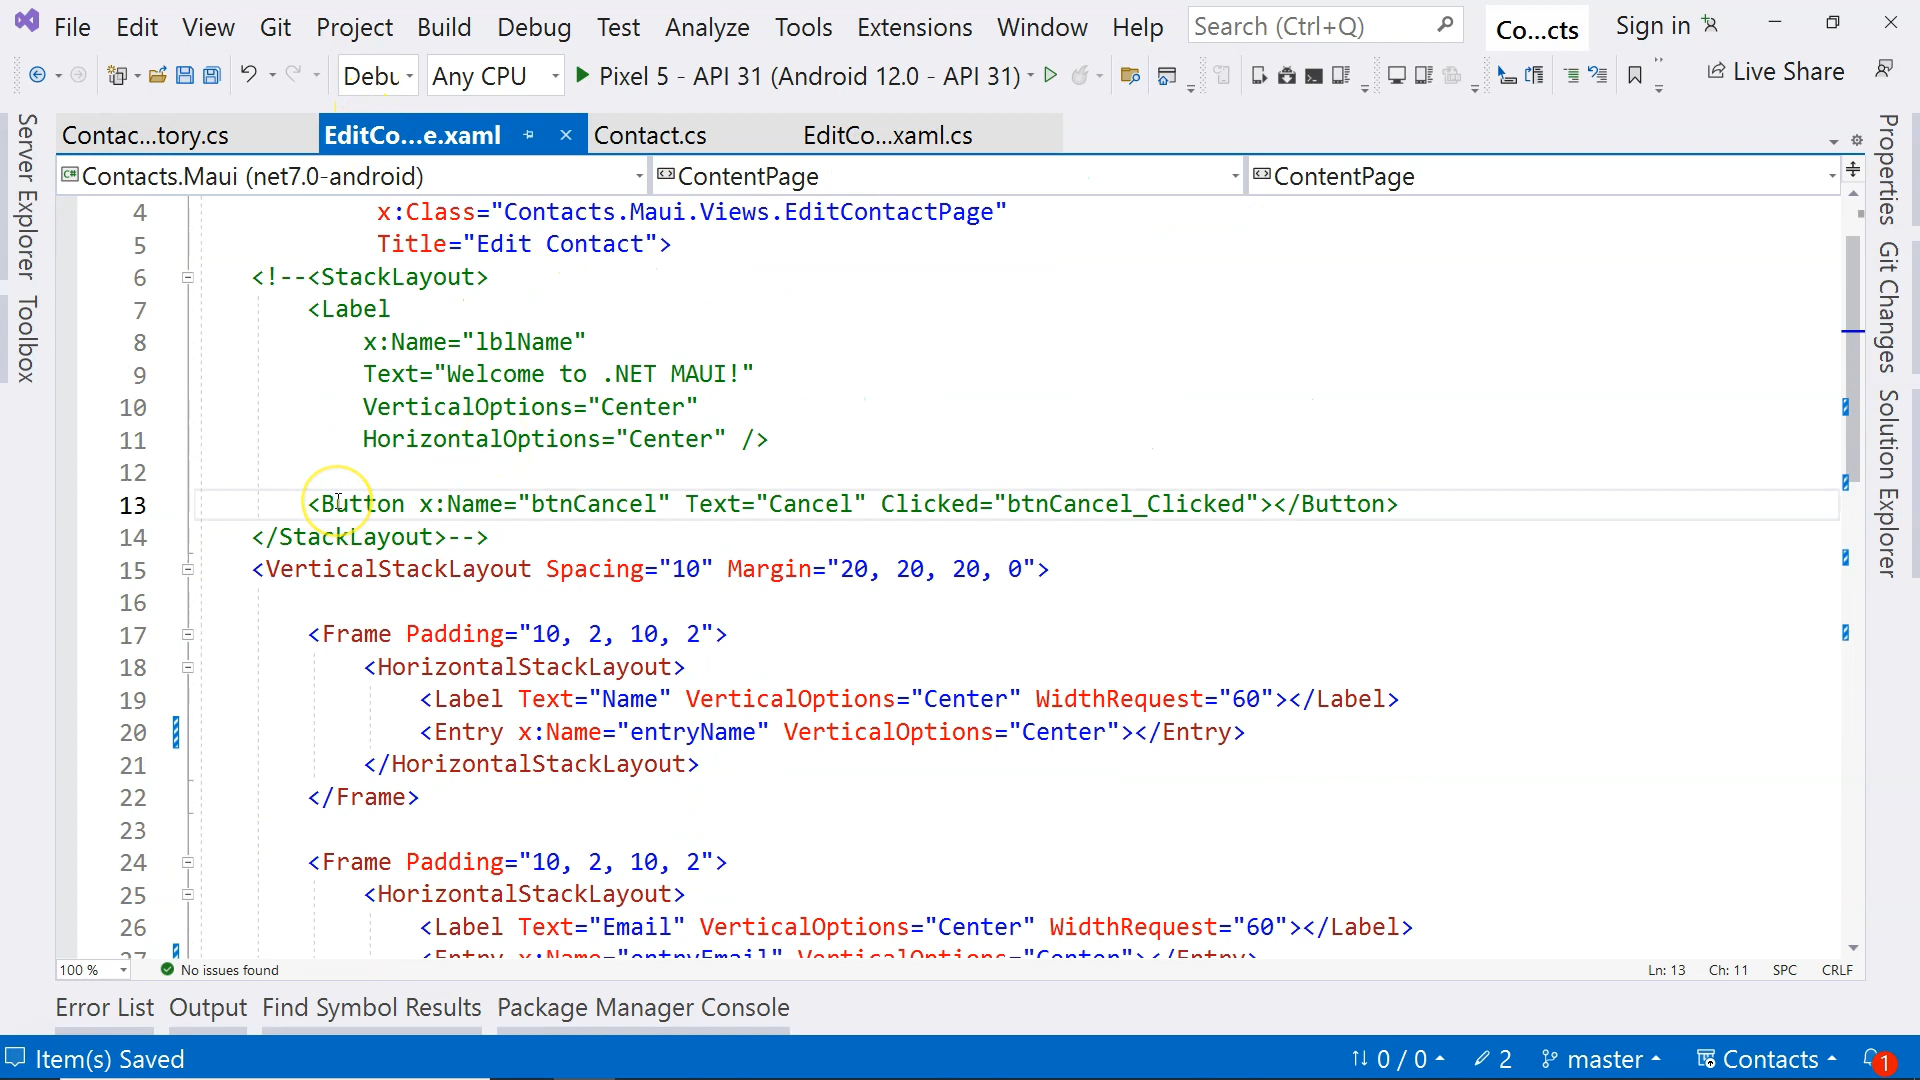 File Edit View Git Project Build Debug Test Analyze Tools Extensions Window Help Search (Ctrl+Q) Co...cts Sign in
Debu Any CPU Pixel 5 - API 31 (Android 12.0 - API 31) Live Share
Contac...tory.cs EditCo...e.xaml Contact.cs EditCo...xaml.cs
Contacts.Maui (net7.0-android) ContentPage ContentPage
Server Explorer
Toolbox
4 x:Class="Contacts.Maui.Views.EditContactPage"
5 Title="Edit Contact">
6 <!--<StackLayout>
7 <Label
8 x:Name="lblName"
9 Text="Welcome to .NET MAUI!"
10 VerticalOptions="Center"
11 HorizontalOptions="Center" />
12
13 <Button x:Name="btnCancel" Text="Cancel" Clicked="btnCancel_Clicked"></Button>
14 </StackLayout>-->
15 <VerticalStackLayout Spacing="10" Margin="20, 20, 20, 0">
16
17 <Frame Padding="10, 2, 10, 2">
18 <HorizontalStackLayout>
19 <Label Text="Name" VerticalOptions="Center" WidthRequest="60"></Label>
20 <Entry x:Name="entryName" VerticalOptions="Center"></Entry>
21 </HorizontalStackLayout>
22 </Frame>
23
24 <Frame Padding="10, 2, 10, 2">
25 <HorizontalStackLayout>
26 <Label Text="Email" VerticalOptions="Center" WidthRequest="60"></Label>
27 <Entry x:Name="entryEmail" VerticalOptions="Center"></Entry>
Properties
Git Changes
Solution Explorer
100 % No issues found Ln: 13 Ch: 11 SPC CRLF
Error List Output Find Symbol Results Package Manager Console
Item(s) Saved 0 / 0 2 master Contacts 1